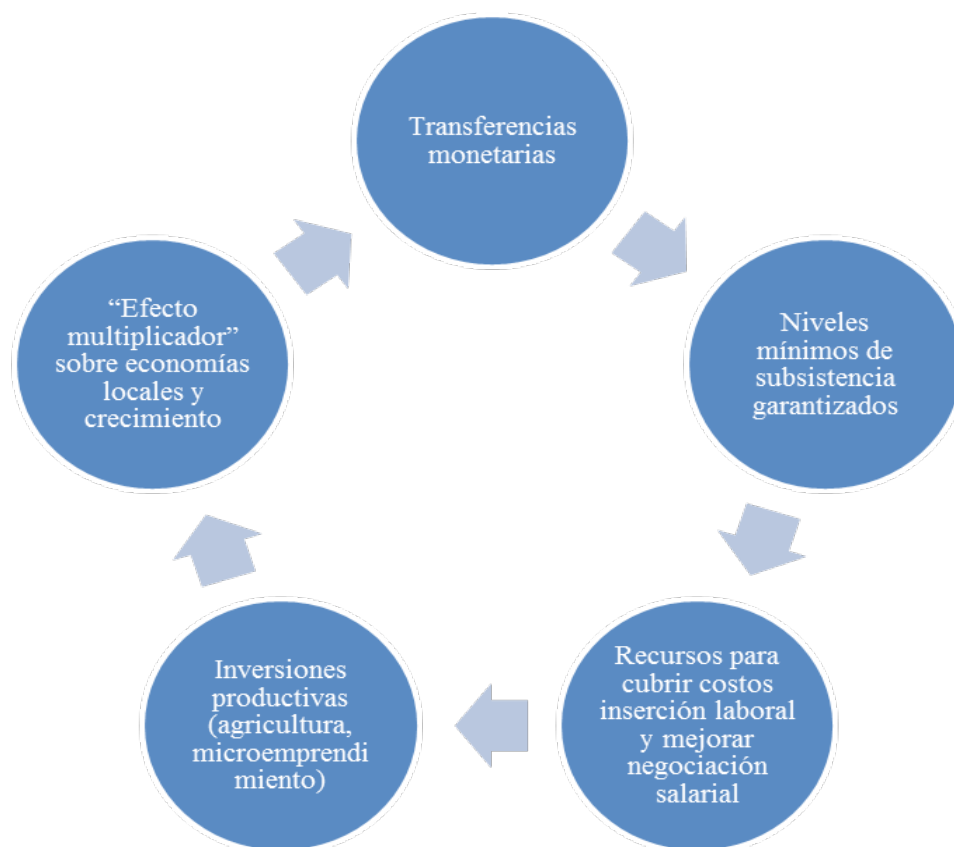 Transferencias
monetarias
Niveles
mínimos de
subsistencia
garantizados
Recursos para
cubrir costos
inserción laboral
y mejorar
negociación
salarial
Inversiones
productivas
(agricultura,
microemprendi
miento)
“Efecto
multiplicador”
sobre economías
locales y
crecimiento